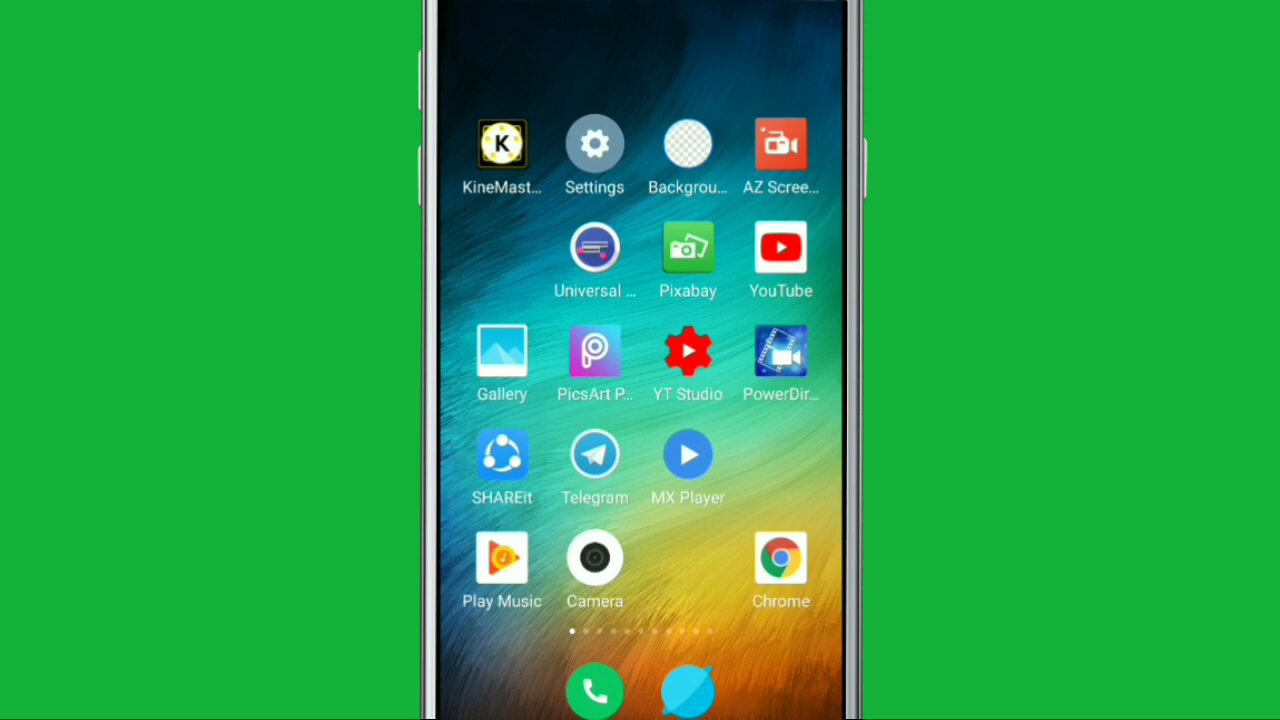 K
KineMast...
Settings
Backgrou...
AZ Scree...
Universal ...
Pixabay
YouTube
Gallery
PicsArt P...
YT Studio
PowerDir...
SHAREit
Telegram
MX Player
Play Music
Camera
Chrome